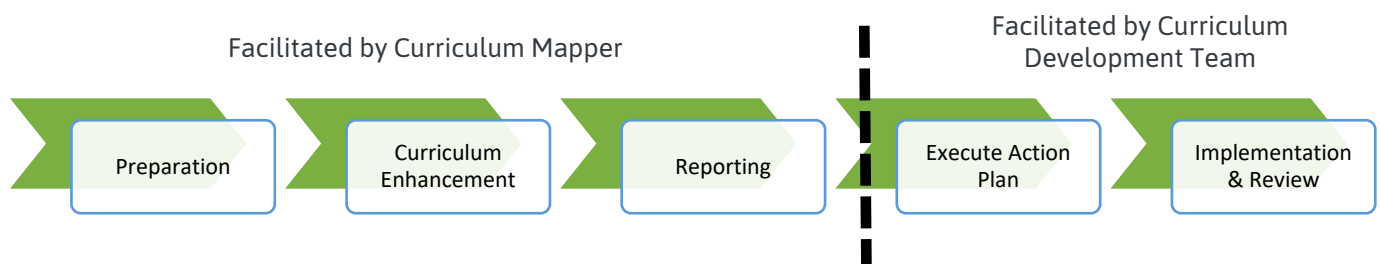 Facilitated by Curriculum Mapper
Facilitated by Curriculum
Development Team
Preparation
Curriculum
Enhancement
Reporting
Execute Action
Plan
Implementation
& Review